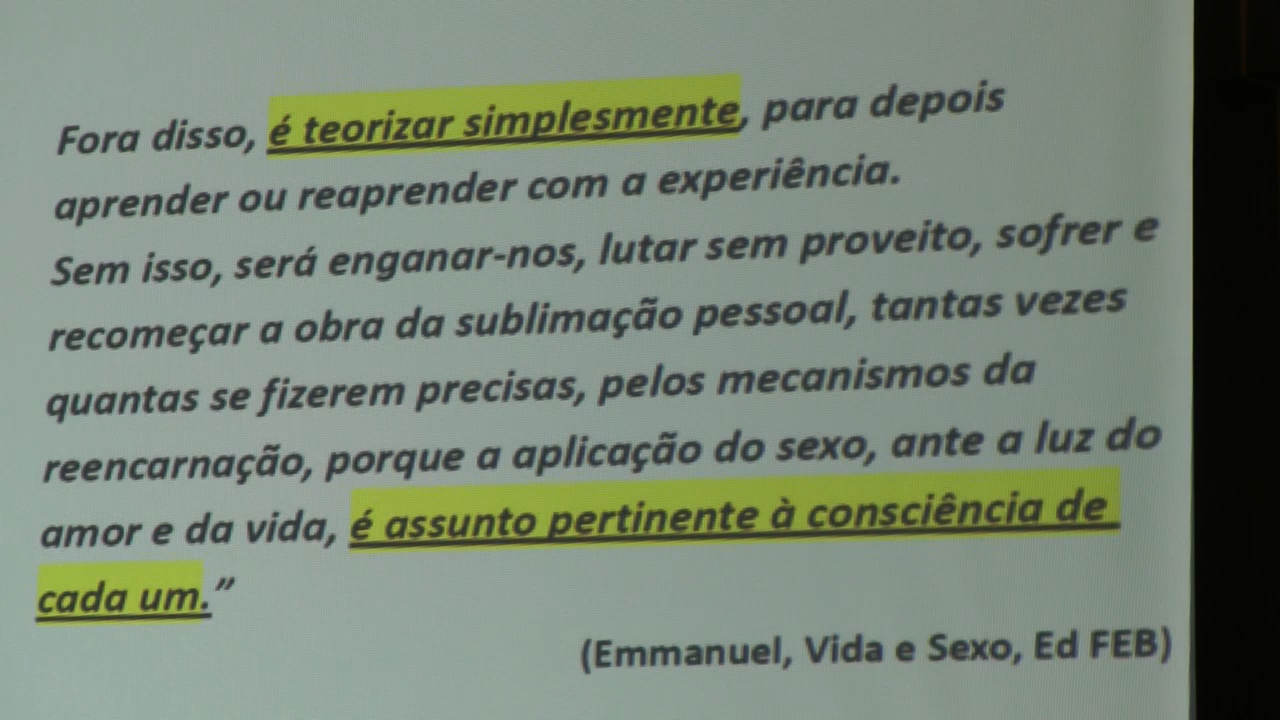 Fora disso, é teorizar simplesmente, para depois
aprender ou reaprender com a experiência.
Sem isso, será enganar-nos, lutar sem proveito, sofrer e
recomeçar a obra da sublimação pessoal, tantas vezes
quantas se fizerem precisas, pelos mecanismos da
reencarnação, porque a aplicação do sexo, ante a luz do
amor e da vida, é assunto pertinente à consciência de
cada um.”
(Emmanuel, Vida e Sexo, Ed FEB)